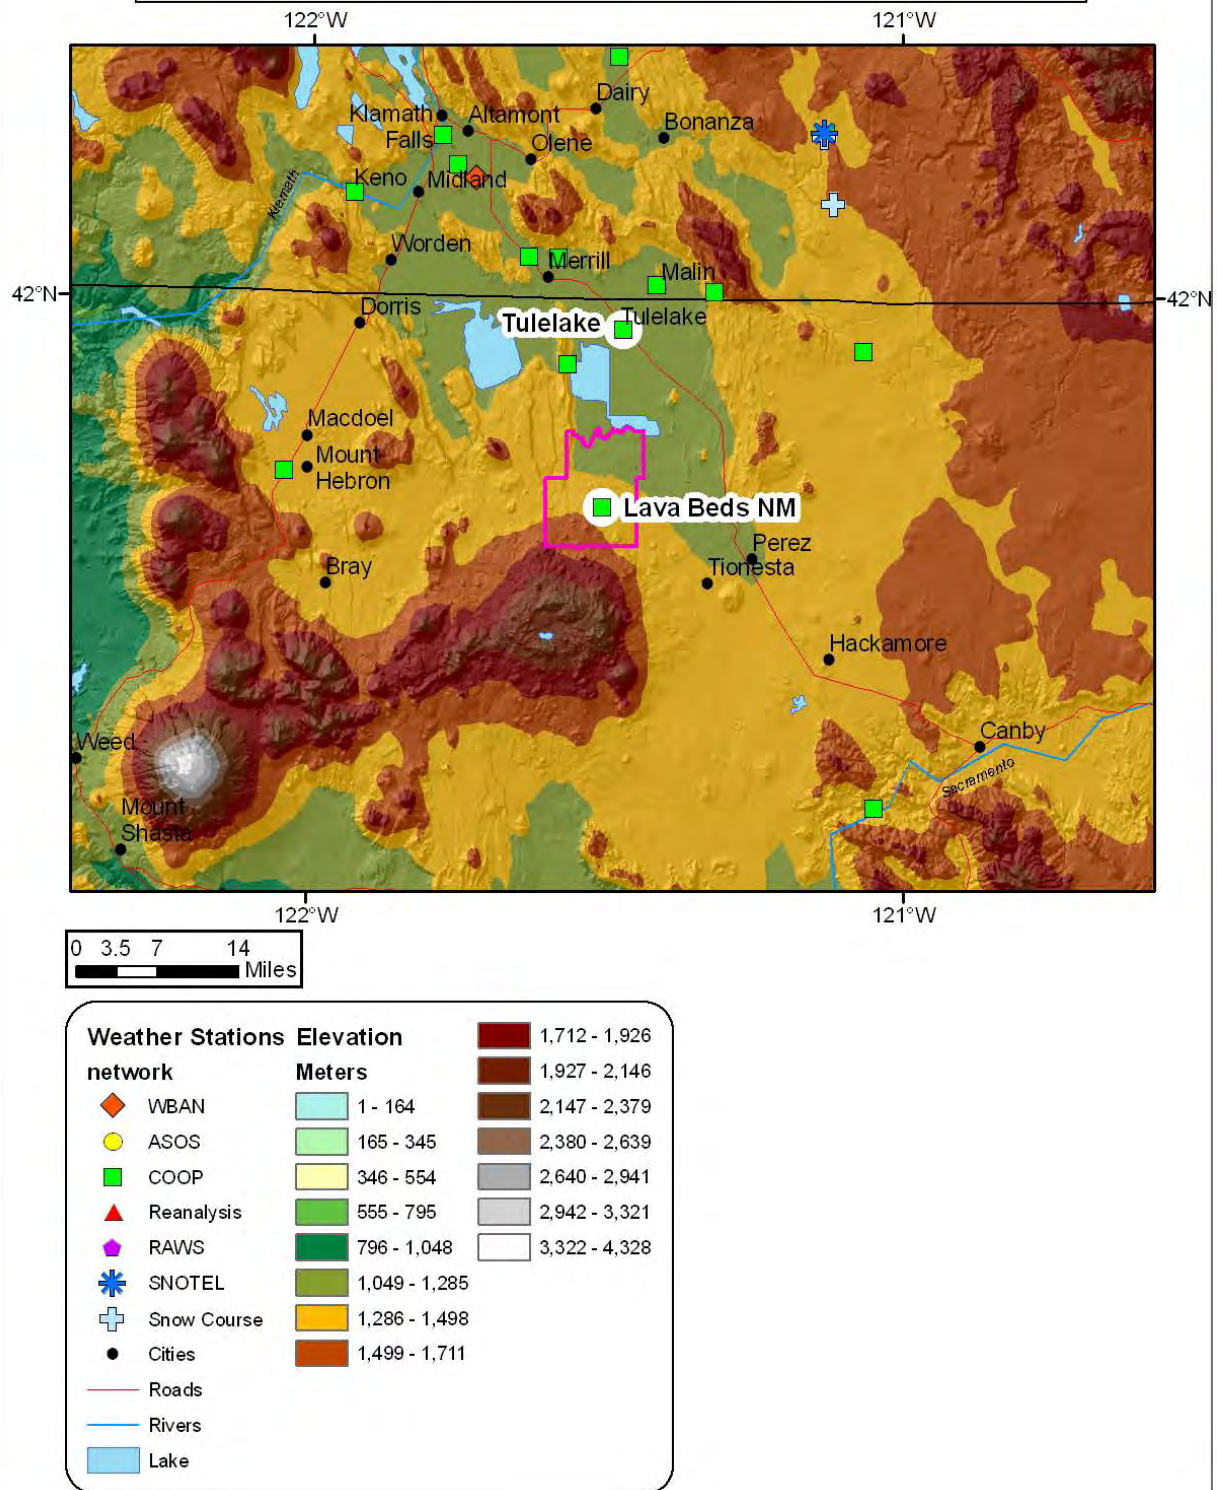 122°W
121°W
Dairy
Klamath
Falls
Altamont
Bonanza
Olene
Keno
Midland
Klamath
Worden
Merrill
Malin
42°N
42°N
Dorris
Tulelake
Tulelake
Macdoel
Mount
Hebron
Lava Beds NM
Perez
Bray
Tionesta
Hackamore
Canby
Weed
Sacramento
Mount
Shasta
122°W
121°W
0 3.5 7 14
Miles
Weather Stations
network
WBAN
ASOS
COOP
Reanalysis
RAWS
SNOTEL
Snow Course
Cities
Roads
Rivers
Lake
Elevation
Meters
1 - 164
165 - 345
346 - 554
555 - 795
796 - 1,048
1,049 - 1,285
1,286 - 1,498
1,499 - 1,711
1,712 - 1,926
1,927 - 2,146
2,147 - 2,379
2,380 - 2,639
2,640 - 2,941
2,942 - 3,321
3,322 - 4,328